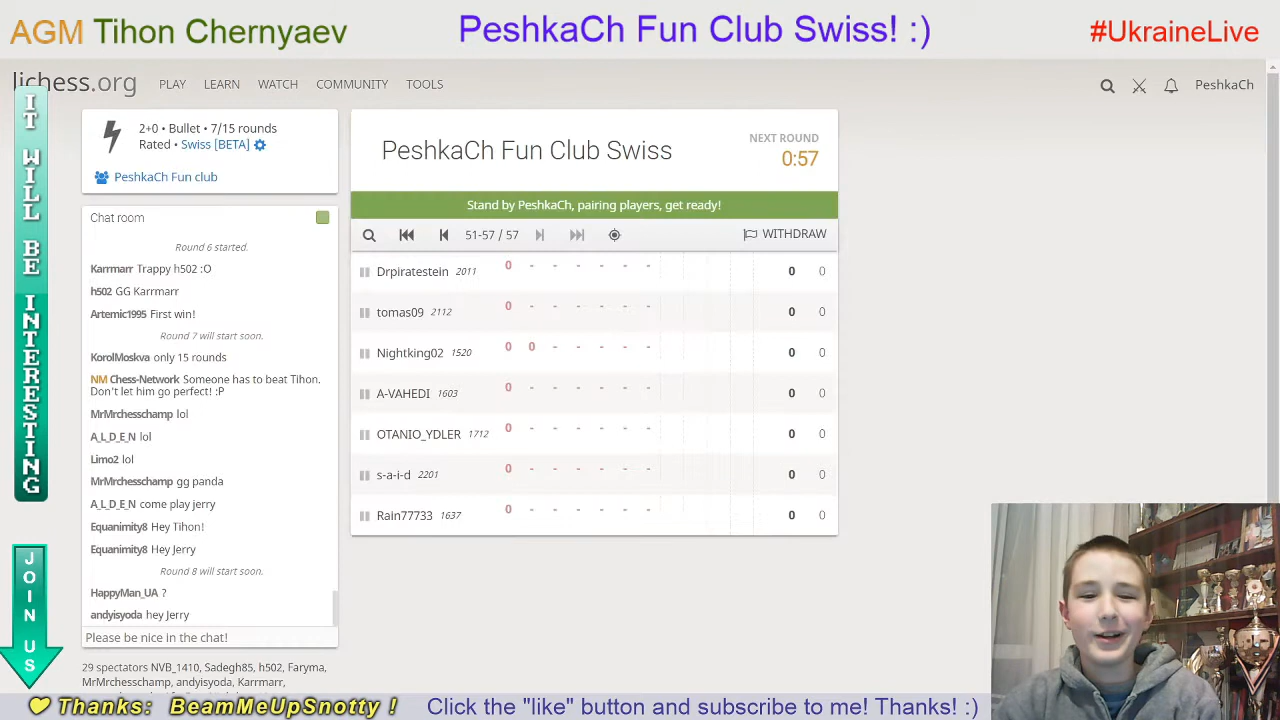 AGM Tihon Chernyaev
PeshkaCh Fun Club Swiss! :)
#UkraineLive
lichess.org
PLAY LEARN WATCH COMMUNITY TOOLS
PeshkaCh
IT WILL BE INTERESTING
JOIN US
2+0 • Bullet • 7/15 rounds
Rated • Swiss [BETA]
PeshkaCh Fun club
Chat room
Round 6 started.
Karrmarr Trappy h502 :O
h502 GG Karrmarr
Artemic1995 First win!
Round 7 will start soon.
KorolMoskva only 15 rounds
NM Chess-Network Someone has to beat Tihon.
Don't let him go perfect! :P
MrMrchesschamp lol
A_L_D_E_N lol
Limo2 lol
MrMrchesschamp gg panda
A_L_D_E_N come play jerry
Equanimity8 Hey Tihon!
Equanimity8 Hey Jerry
Round 8 will start soon.
HappyMan_UA ?
andyisyoda hey Jerry
Please be nice in the chat!
29 spectators NVB_1410, Sadegh85, h502, Faryma,
MrMrchesschamp, andyisyoda, Karrmarr,
PeshkaCh Fun Club Swiss
NEXT ROUND
0:57
Stand by PeshkaCh, pairing players, get ready!
51-57 / 57
WITHDRAW
Drpiratestein 2011 0 - - - - - - 0 0
tomas09 2112 0 - - - - - - 0 0
Nightking02 1520 0 0 - - - - - 0 0
A-VAHEDI 1603 0 - - - - - - 0 0
OTANIO_YDLER 1712 0 - - - - - - 0 0
s-a-i-d 2201 0 - - - - - - 0 0
Rain77733 1637 0 - - - - - - 0 0
Thanks: BeamMeUpSnotty !
Click the "like" button and subscribe to me! Thanks! :)